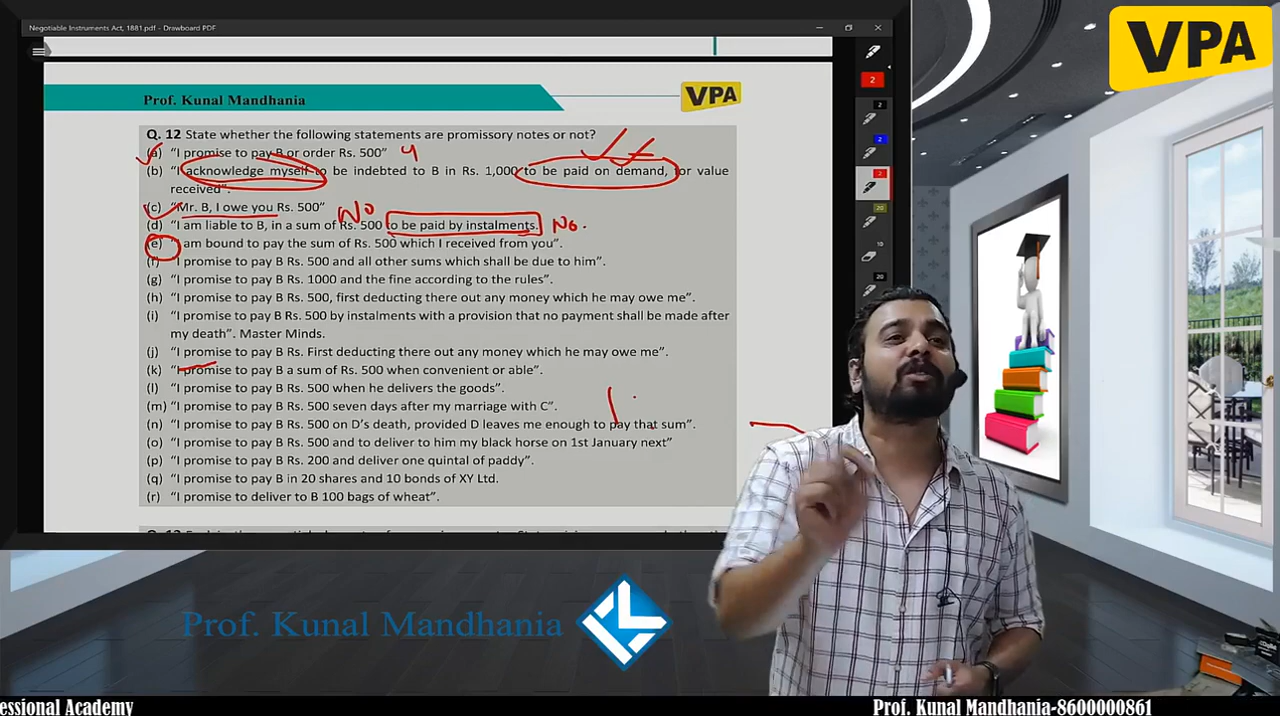 Negotiable Instruments Act, 1881.pdf - Drawboard PDF
VPA
Prof. Kunal Mandhania
VPA
Q. 12 State whether the following statements are promissory notes or not?
(a) "I promise to pay B or order Rs. 500"
(b) "I acknowledge myself to be indebted to B in Rs. 1,000 to be paid on demand, for value
received".
(c) "Mr. B, I owe you Rs. 500"
No
(d) "I am liable to B, in a sum of Rs. 500 to be paid by instalments. No.
(e) am bound to pay the sum of Rs. 500 which I received from you".
(f) "I promise to pay B Rs. 500 and all other sums which shall be due to him".
(g) "I promise to pay B Rs. 1000 and the fine according to the rules".
(h) "I promise to pay B Rs. 500, first deducting there out any money which he may owe me".
(i) "I promise to pay B Rs. 500 by instalments with a provision that no payment shall be made after
my death". Master Minds.
(j) "I promise to pay B Rs. First deducting there out any money which he may owe me".
(k) "I promise to pay B a sum of Rs. 500 when convenient or able".
(l) "I promise to pay B Rs. 500 when he delivers the goods".
(m) "I promise to pay B Rs. 500 seven days after my marriage with C".
(n) "I promise to pay B Rs. 500 on D's death, provided D leaves me enough to pay that sum".
(o) "I promise to pay B Rs. 500 and to deliver to him my black horse on 1st January next"
(p) "I promise to pay B Rs. 200 and deliver one quintal of paddy".
(q) "I promise to pay B in 20 shares and 10 bonds of XY Ltd.
(r) "I promise to deliver to B 100 bags of wheat".
Prof. Kunal Mandhania
essional Academy
Prof. Kunal Mandhania-8600000861